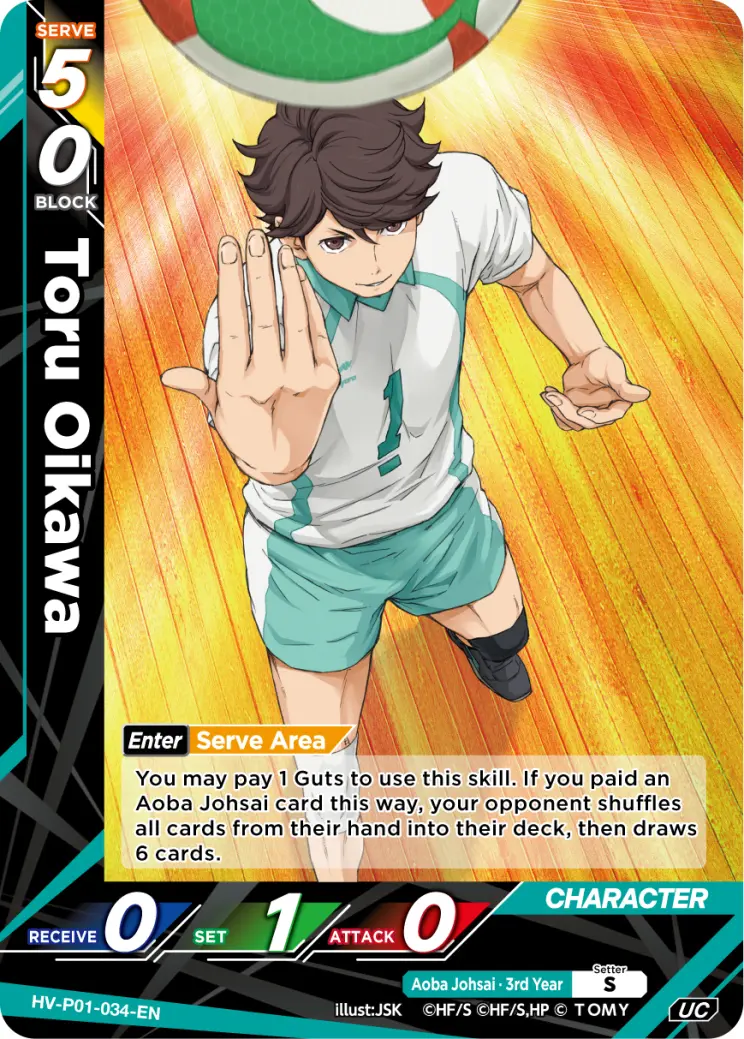 SERVE
5
0
BLOCK
Toru Oikawa
1
Enter Serve Area
You may pay 1 Guts to use this skill. If you paid an
Aoba Johsai card this way, your opponent shuffles
all cards from their hand into their deck, then draws
6 cards.
CHARACTER
RECEIVE 0 SET 1 ATTACK 0
Aoba Johsai · 3rd Year
Setter
S
HV-P01-034-EN
illust:JSK ©HF/S ©HF/S,HP © TOMY
UC